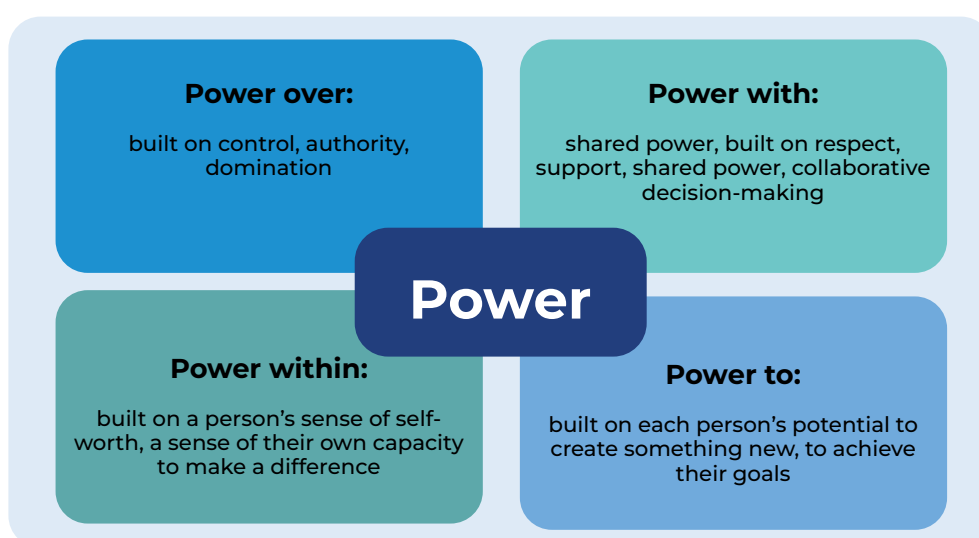 Power over:
built on control, authority,
domination
Power with:
shared power, built on respect,
support, shared power, collaborative
decision-making
Power
Power within:
built on a person’s sense of self-
worth, a sense of their own capacity
to make a difference
Power to:
built on each person’s potential to
create something new, to achieve
their goals